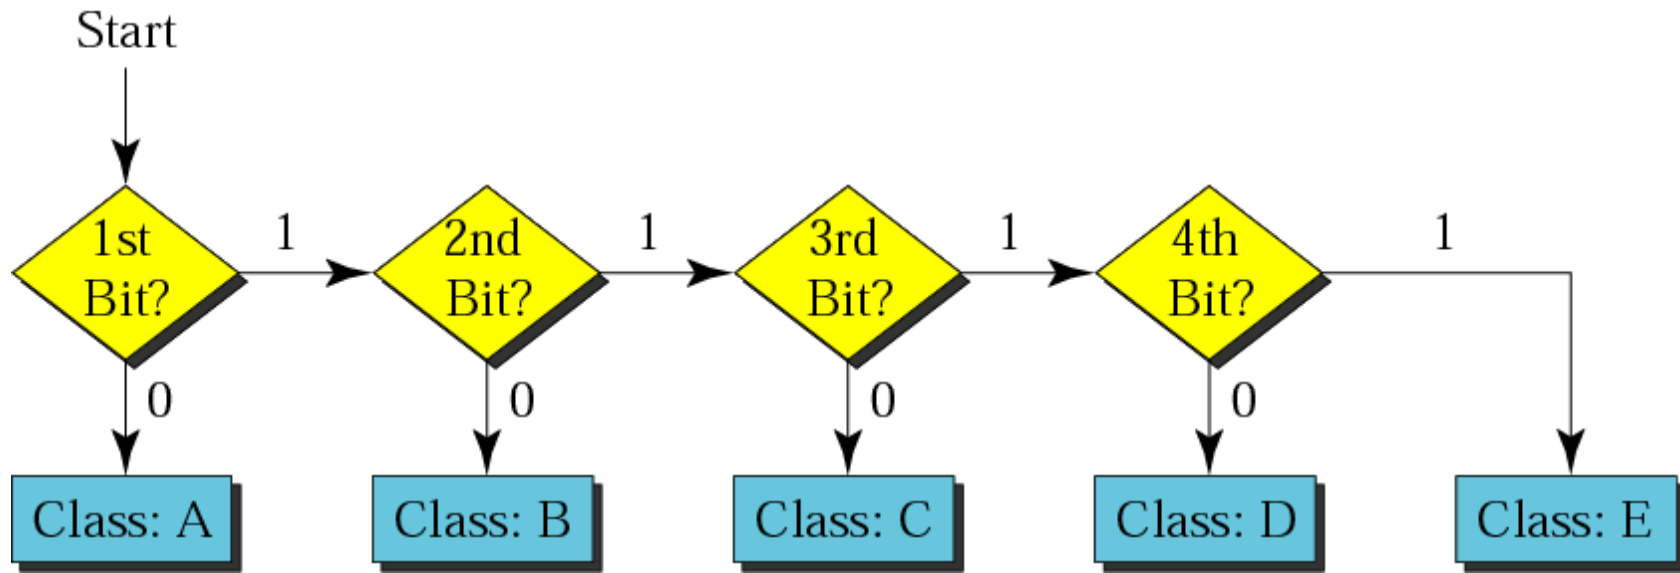 Start
1st
Bit?
1
2nd
Bit?
1
3rd
Bit?
1
4th
Bit?
1
0
0
0
0
Class: A
Class: B
Class: C
Class: D
Class: E